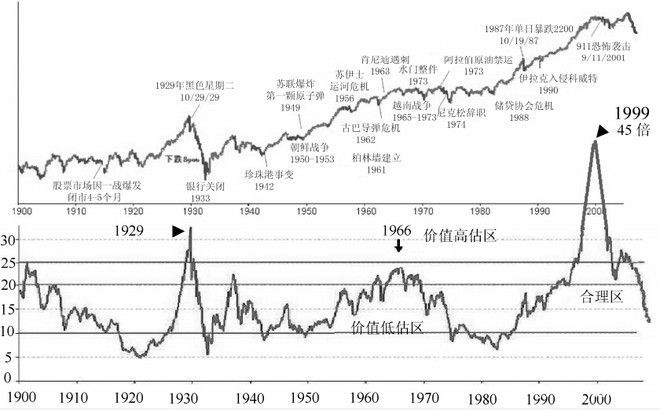 1987年单日暴跌2200
10/19/87
肯尼迪遇刺
1963
水门整件
1973
阿拉伯原油禁运
1973
911恐怖袭击
9/11/2001
1929年黑色星期二
10/29/29
苏联爆炸
第一颗原子弹
1949
苏伊士
运河危机
1956
伊拉克入侵科威特
1990
越南战争
1965-1973
尼克松辞职
1974
储贷协会危机
1988
古巴导弹危机
1962
1999
45倍
朝鲜战争
1950-1953
柏林墙建立
1961
股票市场因一战爆发
闭市4-5个月
下跌
银行关闭
1933
珍珠港事变
1942
1900 1910 1920 1930 1940 1950 1960 1970 1980 1990 2000
1929
1966
价值高估区
30
25
20
15
10
5
0
合理区
价值低估区
1900 1910 1920 1930 1940 1950 1960 1970 1980 1990 2000